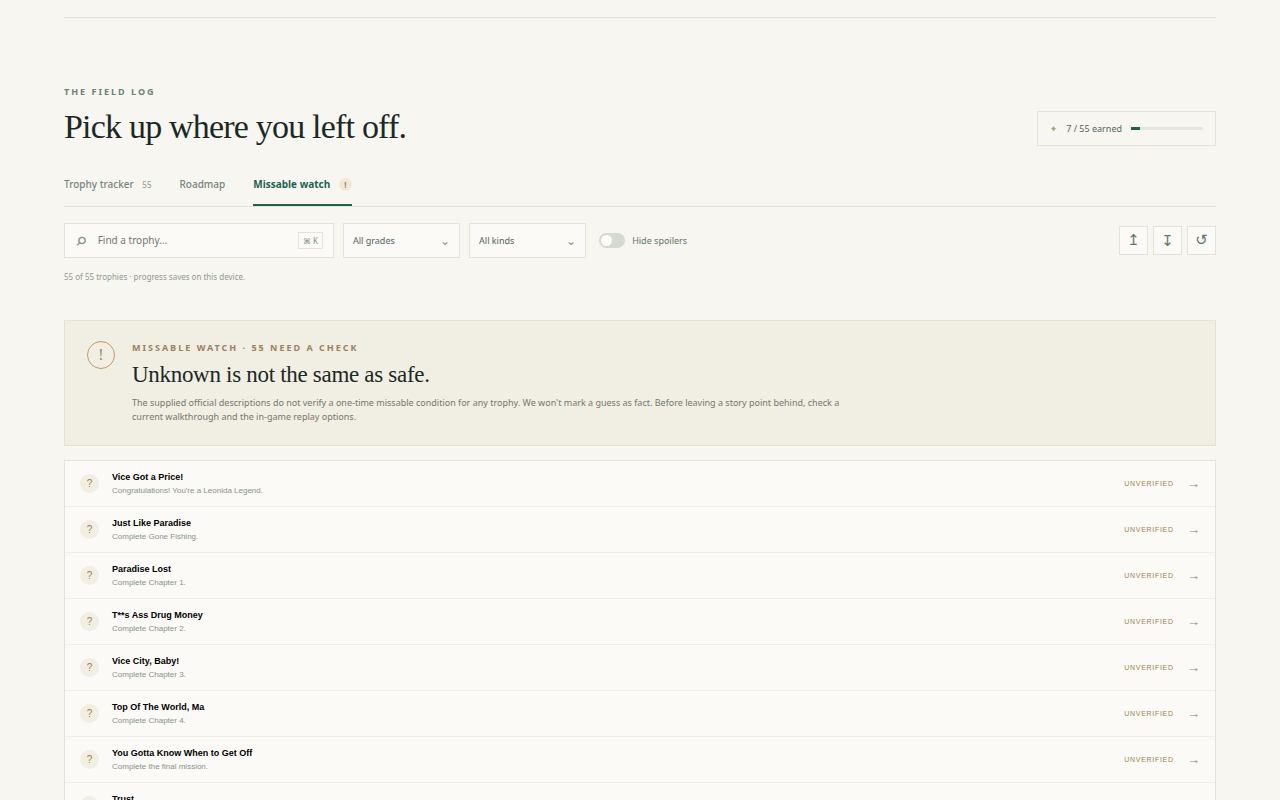 THE FIELD LOG
Pick up where you left off.
✦ 7 / 55 earned
Trophy tracker 55 Roadmap Missable watch !
Find a trophy... ⌘ K All grades All kinds Hide spoilers
55 of 55 trophies · progress saves on this device.
! MISSABLE WATCH · 55 NEED A CHECK
Unknown is not the same as safe.
The supplied official descriptions do not verify a one-time missable condition for any trophy. We won't mark a guess as fact. Before leaving a story point behind, check a
current walkthrough and the in-game replay options.
? Vice Got a Price! UNVERIFIED →
Congratulations! You're a Leonida Legend.
? Just Like Paradise UNVERIFIED →
Complete Gone Fishing.
? Paradise Lost UNVERIFIED →
Complete Chapter 1.
? T**s Ass Drug Money UNVERIFIED →
Complete Chapter 2.
? Vice City, Baby! UNVERIFIED →
Complete Chapter 3.
? Top Of The World, Ma UNVERIFIED →
Complete Chapter 4.
? You Gotta Know When to Get Off UNVERIFIED →
Complete the final mission.
Trust